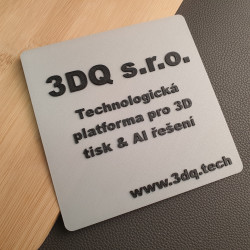 3DQ s.r.o.
Technologická
platforma pro 3D
tisk & AI řešení
www.3dq.tech